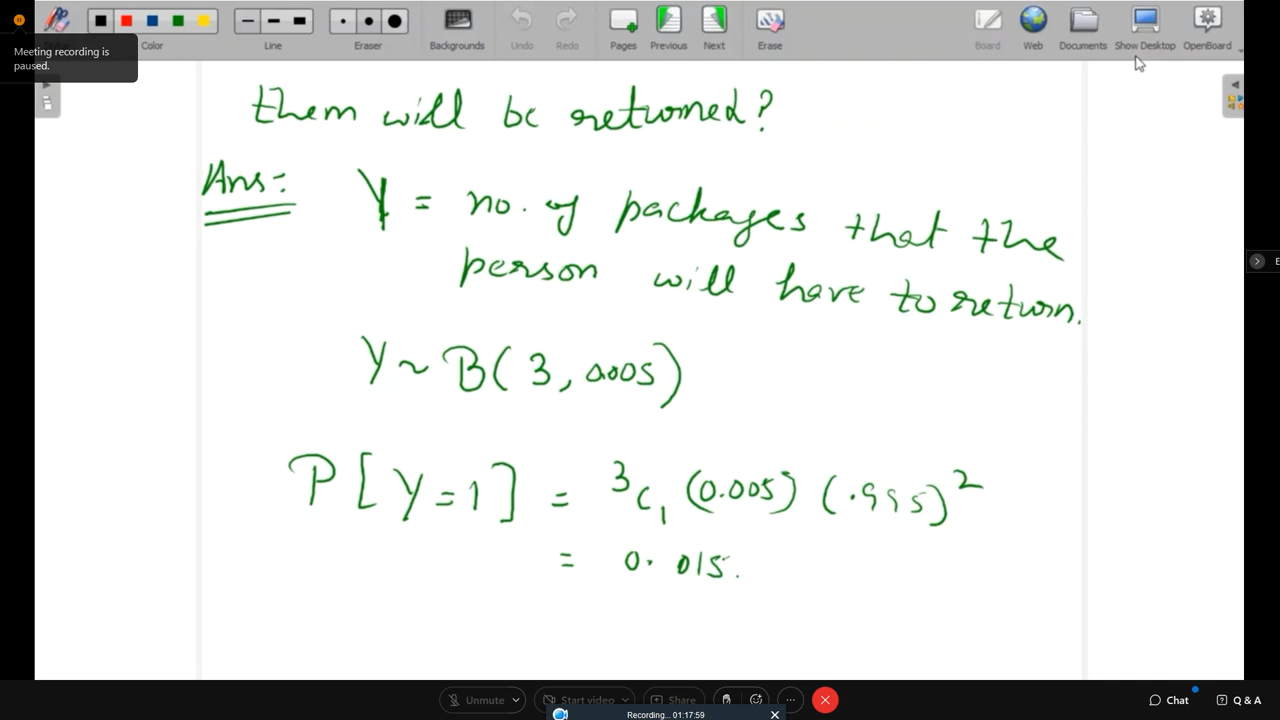 Color
Line
Eraser
Backgrounds
Undo
Redo
Pages
Previous
Next
Erase
Board
Web
Documents
Show Desktop
OpenBoard
Meeting recording is
paused.
them will be returned?
Ans:
Y = no. of packages that the
person will have to return.
Y ~ B(3, 0.005)
P[Y=1] = ³C₁ (0.005) (.995)²
= 0.015.
E
Unmute
Start video
Share
Chat
Q & A
Recording... 01:17:59